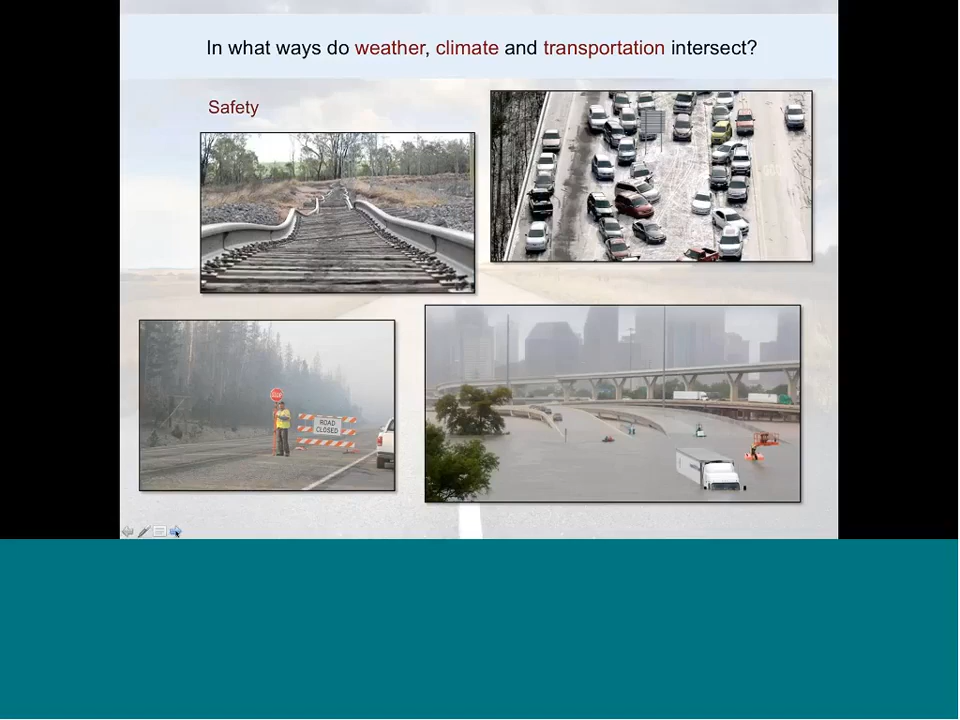 In what ways do weather, climate and transportation intersect?
Safety
STOP
ROAD
CLOSED